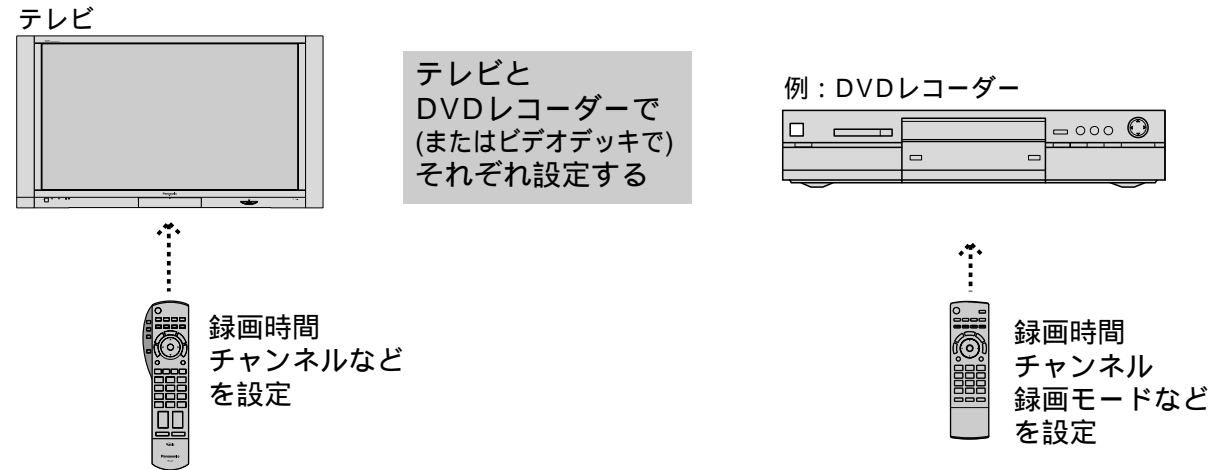 テレビ
テレビと
DVDレコーダーで
(またはビデオデッキで)
それぞれ設定する
例：DVDレコーダー
Panasonic
録画時間
チャンネルなど
を設定
Panasonic
録画時間
チャンネル
録画モードなど
を設定